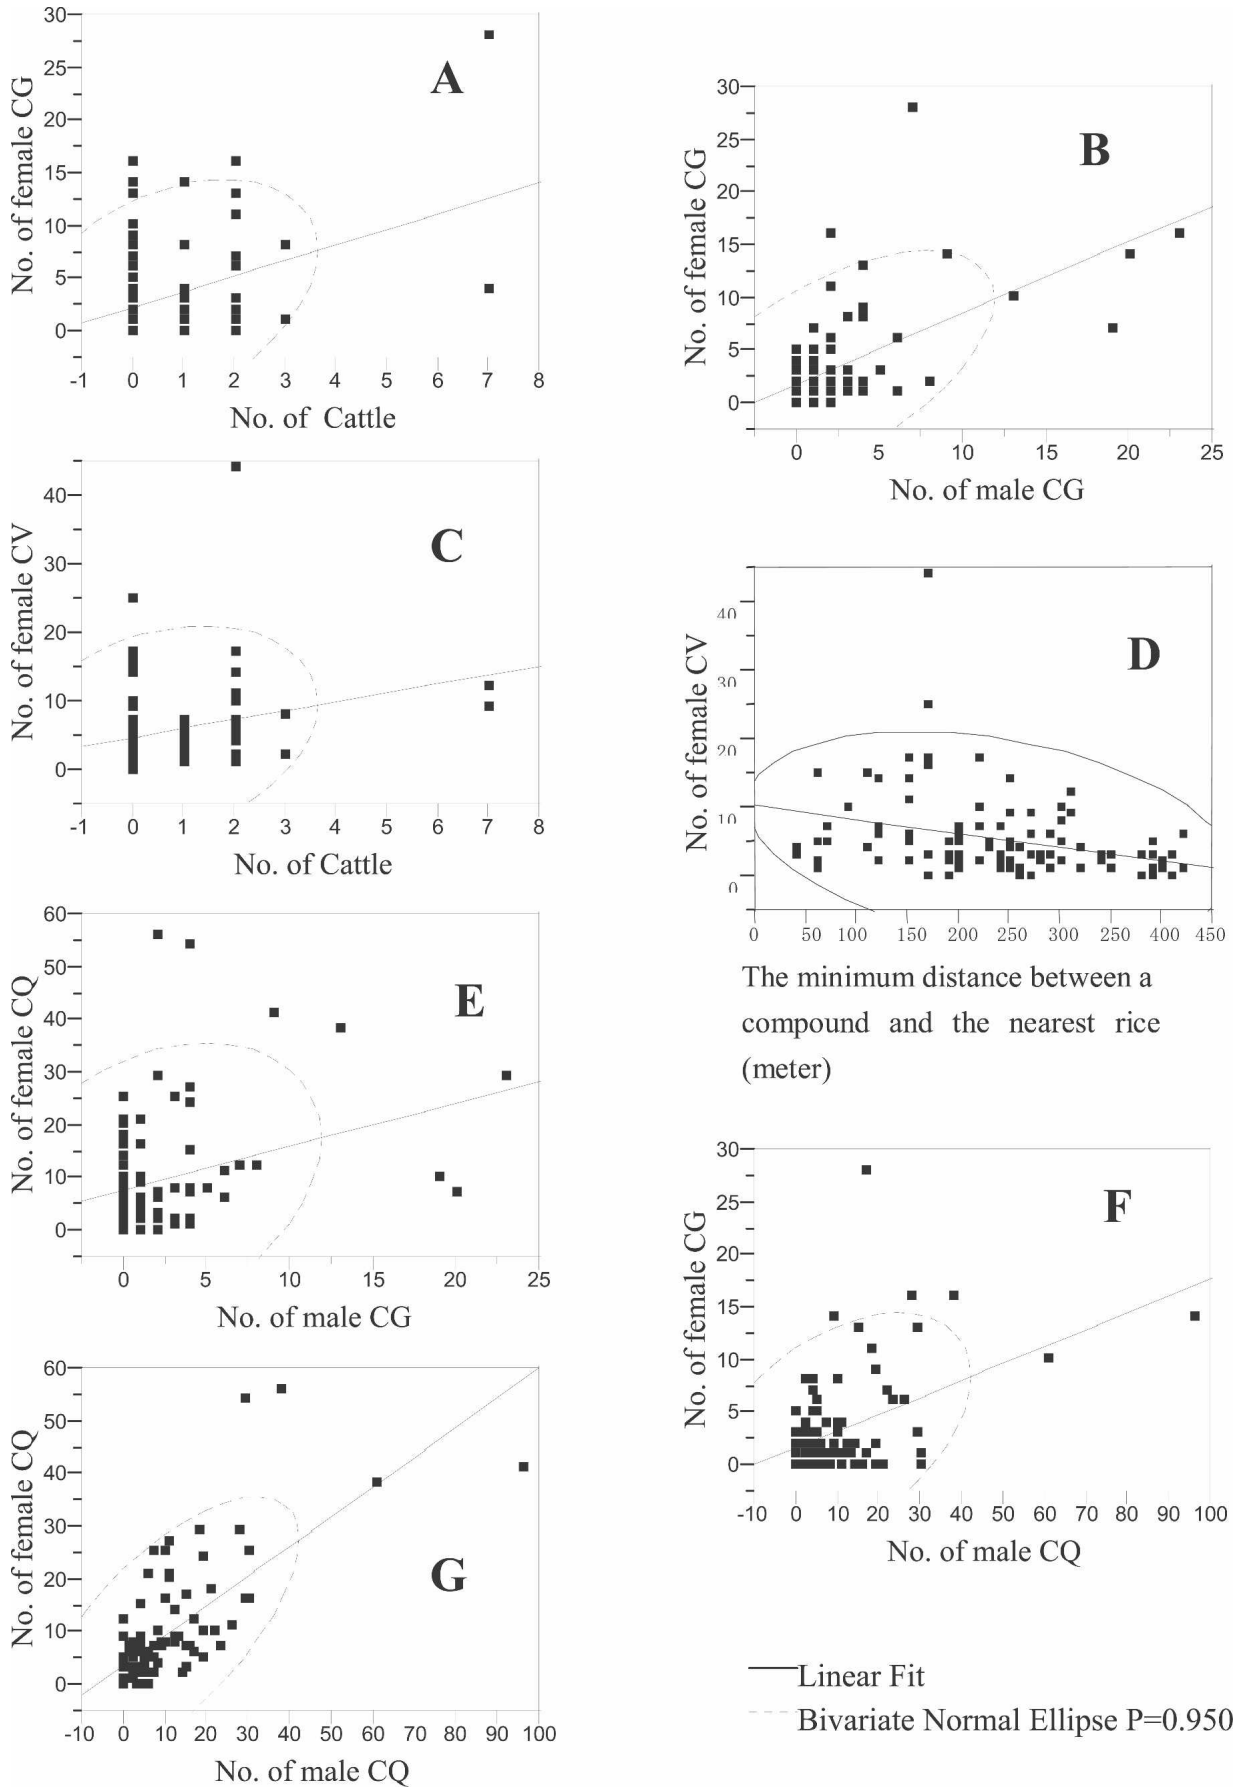 A
No. of female CG
30
25
20
15
10
5
0
-1 0 1 2 3 4 5 6 7 8
No. of Cattle
B
No. of female CG
30
25
20
15
10
5
0
0 5 10 15 20 25
No. of male CG
C
No. of female CV
40
30
20
10
0
-1 0 1 2 3 4 5 6 7 8
No. of Cattle
D
No. of female CV
40
30
20
10
0
0 50 100 150 200 250 300 250 400 450
The minimum distance between a
compound and the nearest rice
(meter)
E
No. of female CQ
60
50
40
30
20
10
0
0 5 10 15 20 25
No. of male CG
F
No. of female CG
30
25
20
15
10
5
0
-10 0 10 20 30 40 50 60 70 80 90 100
No. of male CQ
G
No. of female CQ
60
50
40
30
20
10
0
-10 0 10 20 30 40 50 60 70 80 90 100
No. of male CQ
Linear Fit
Bivariate Normal Ellipse P=0.950